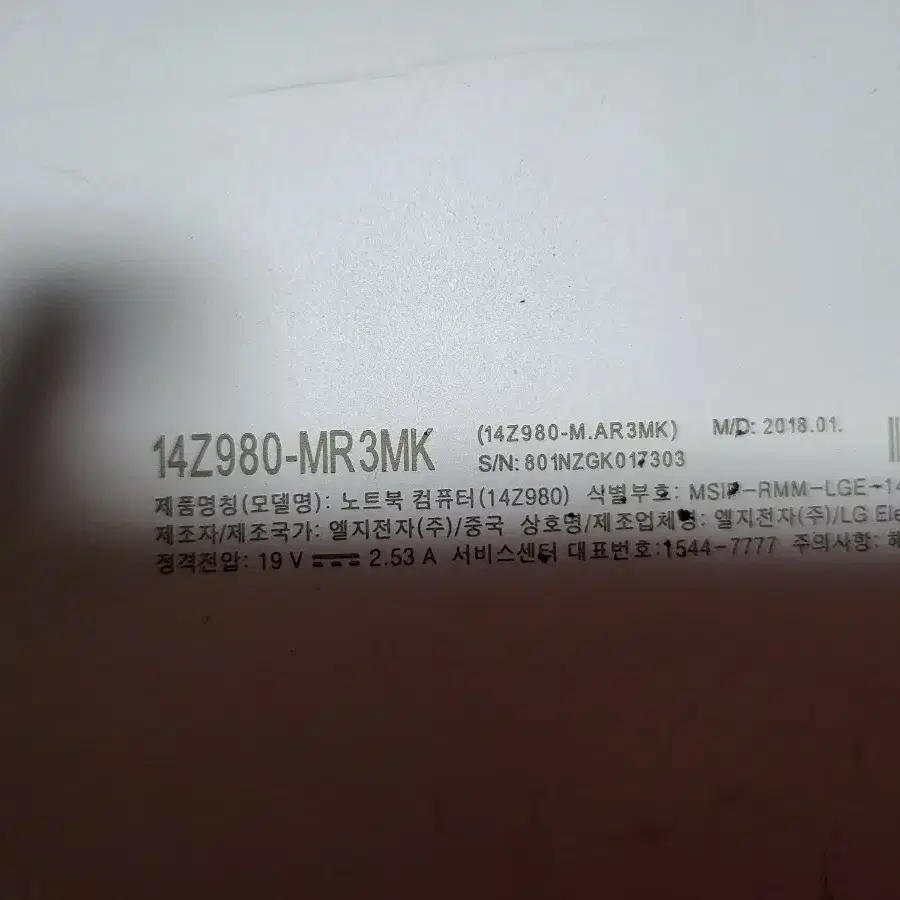 14Z980-MR3MK (14Z980-M.AR3MK) M/D: 2018.01.
S/N: 801NZGK017303
제품명칭(모델명): 노트북 컴퓨터(14Z980) 식별부호: MSIP-RMM-LGE-14
제조자/제조국가: 엘지전자(주)/중국 상호명/제조업체명: 엘지전자(주)/LG Ele
정격전압: 19 V 2.53 A 서비스센터 대표번호:1544-7777 주의사항: